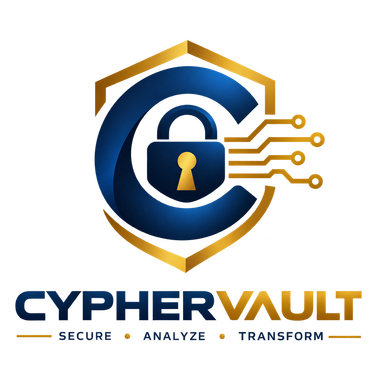 CYPHERVAULT
SECURE • ANALYZE • TRANSFORM